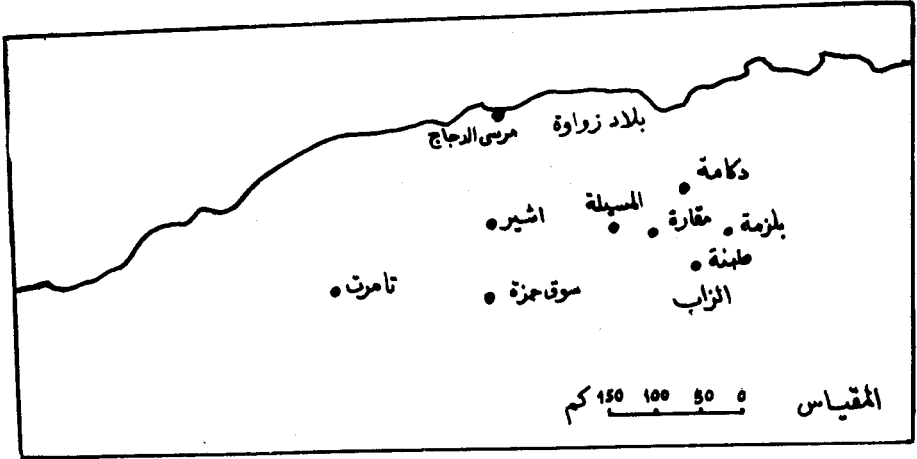 بلاد زواوة
مرسى الدجاج
دكامة
المسيلة
مقارة
بلزمة
اشير
طبنة
الزاب
سوق حمزة
تاهرت
المقياس
0 50 100 150 كم